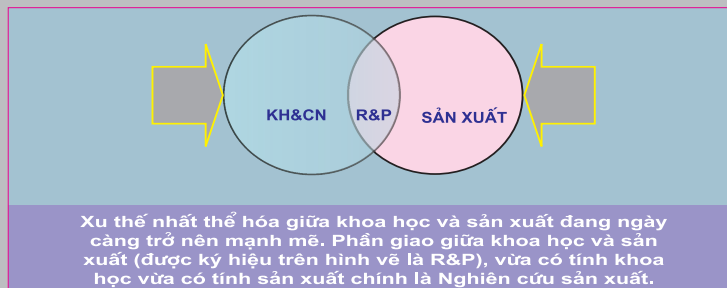 KH&CN R&P SẢN XUẤT
Xu thế nhất thể hóa giữa khoa học và sản xuất đang ngày
càng trở nên mạnh mẽ. Phần giao giữa khoa học và sản
xuất (được ký hiệu trên hình vẽ là R&P), vừa có tính khoa
học vừa có tính sản xuất chính là Nghiên cứu sản xuất.